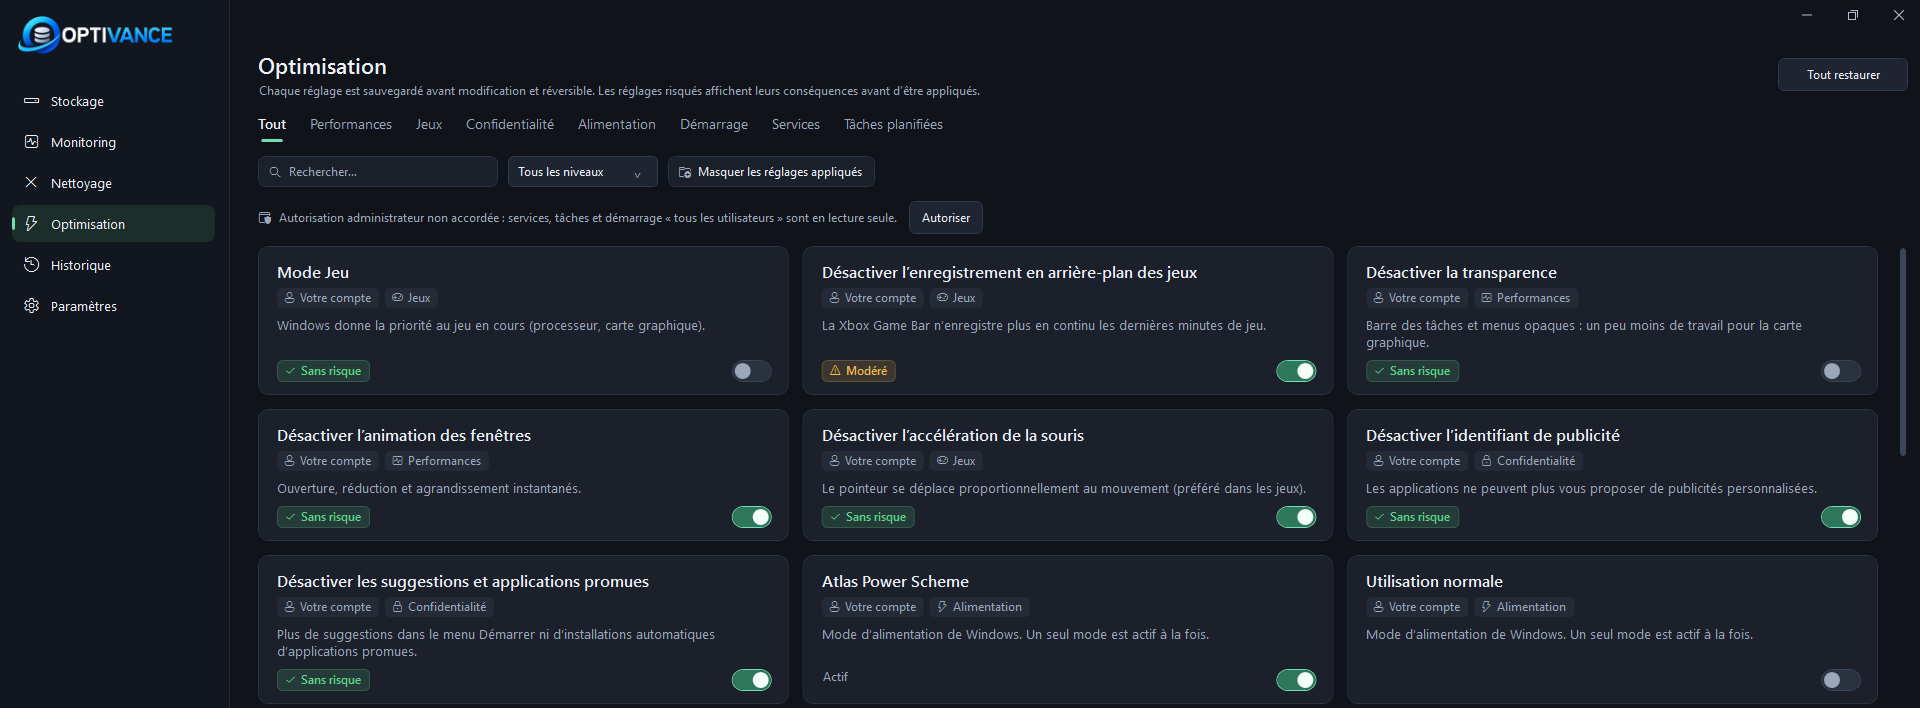 OPTIVANCE
Stockage
Monitoring
Nettoyage
Optimisation
Historique
Paramètres
Optimisation
Chaque réglage est sauvegardé avant modification et réversible. Les réglages risqués affichent leurs conséquences avant d’être appliqués.
Tout restaurer
Tout Performances Jeux Confidentialité Alimentation Démarrage Services Tâches planifiées
Rechercher... Tous les niveaux Masquer les réglages appliqués
Autorisation administrateur non accordée : services, tâches et démarrage « tous les utilisateurs » sont en lecture seule. Autoriser
Mode Jeu
Votre compte Jeux
Windows donne la priorité au jeu en cours (processeur, carte graphique).
Sans risque
Désactiver l’enregistrement en arrière-plan des jeux
Votre compte Jeux
La Xbox Game Bar n’enregistre plus en continu les dernières minutes de jeu.
Modéré
Désactiver la transparence
Votre compte Performances
Barre des tâches et menus opaques : un peu moins de travail pour la carte
graphique.
Sans risque
Désactiver l’animation des fenêtres
Votre compte Performances
Ouverture, réduction et agrandissement instantanés.
Sans risque
Désactiver l’accélération de la souris
Votre compte Jeux
Le pointeur se déplace proportionnellement au mouvement (préféré dans les jeux).
Sans risque
Désactiver l’identifiant de publicité
Votre compte Confidentialité
Les applications ne peuvent plus vous proposer de publicités personnalisées.
Sans risque
Désactiver les suggestions et applications promues
Votre compte Confidentialité
Plus de suggestions dans le menu Démarrer ni d’installations automatiques
d’applications promues.
Sans risque
Atlas Power Scheme
Votre compte Alimentation
Mode d’alimentation de Windows. Un seul mode est actif à la fois.
Actif
Utilisation normale
Votre compte Alimentation
Mode d’alimentation de Windows. Un seul mode est actif à la fois.